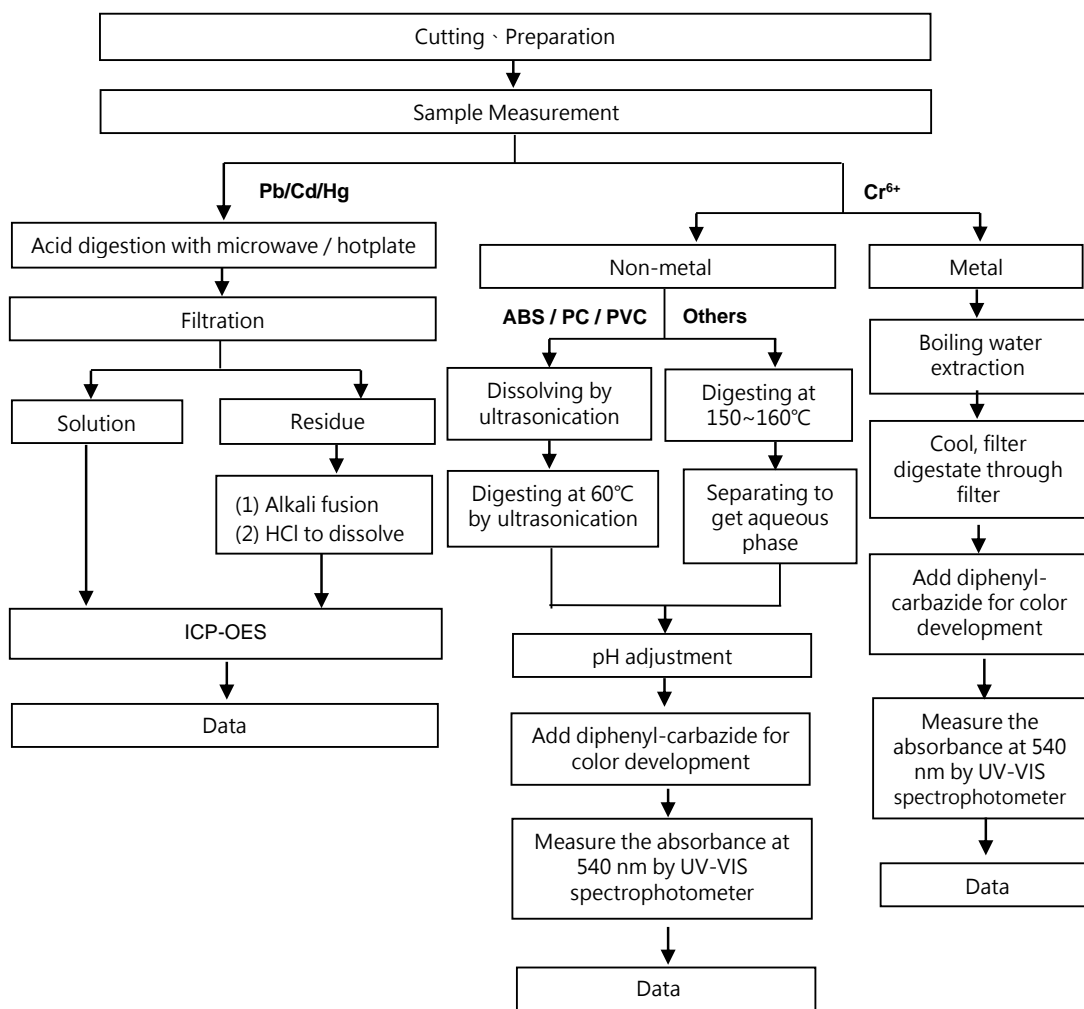 Cutting、Preparation
Sample Measurement
Pb/Cd/Hg
Cr⁶⁺
Acid digestion with microwave / hotplate
Filtration
Solution
Residue
(1) Alkali fusion
(2) HCl to dissolve
ICP-OES
Data
Non-metal
ABS / PC / PVC
Others
Dissolving by
ultrasonication
Digesting at 60℃
by ultrasonication
Digesting at
150~160℃
Separating to
get aqueous
phase
pH adjustment
Add diphenyl-carbazide for
color development
Measure the absorbance at
540 nm by UV-VIS
spectrophotometer
Data
Metal
Boiling water
extraction
Cool, filter
digestate through
filter
Add diphenyl-
carbazide for color
development
Measure the
absorbance at 540
nm by UV-VIS
spectrophotometer
Data